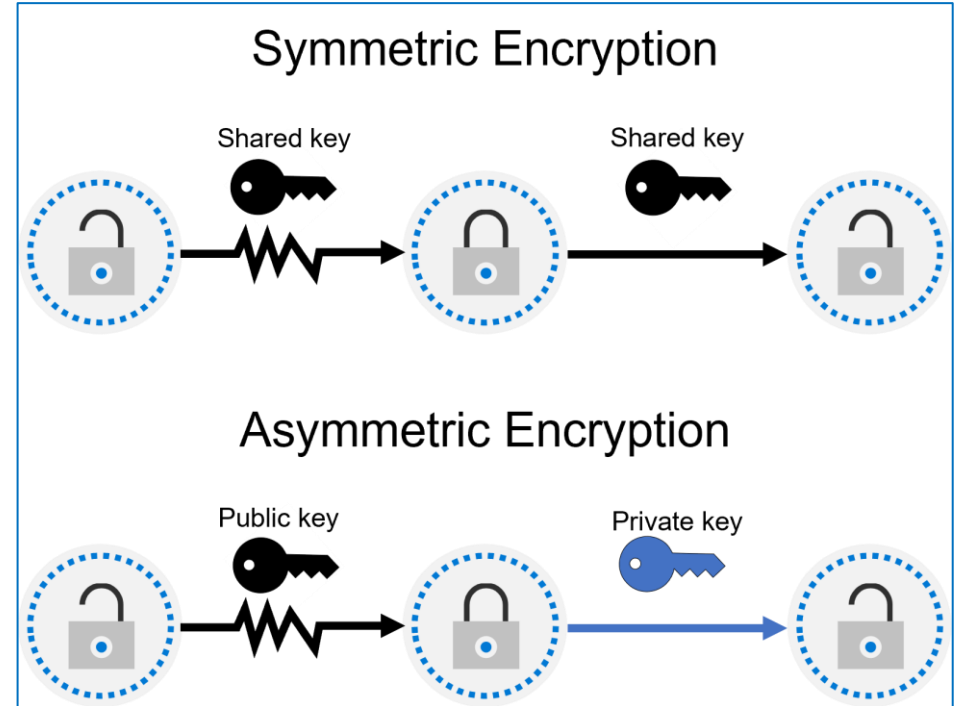 Symmetric Encryption
Shared key
Shared key
Asymmetric Encryption
Public key
Private key